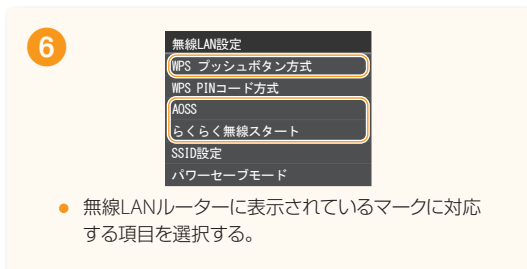 6
無線LAN設定
WPS プッシュボタン方式
WPS PINコード方式
AOSS
らくらく無線スタート
SSID設定
パワーセーブモード
● 無線LANルーターに表示されているマークに対応
する項目を選択する。